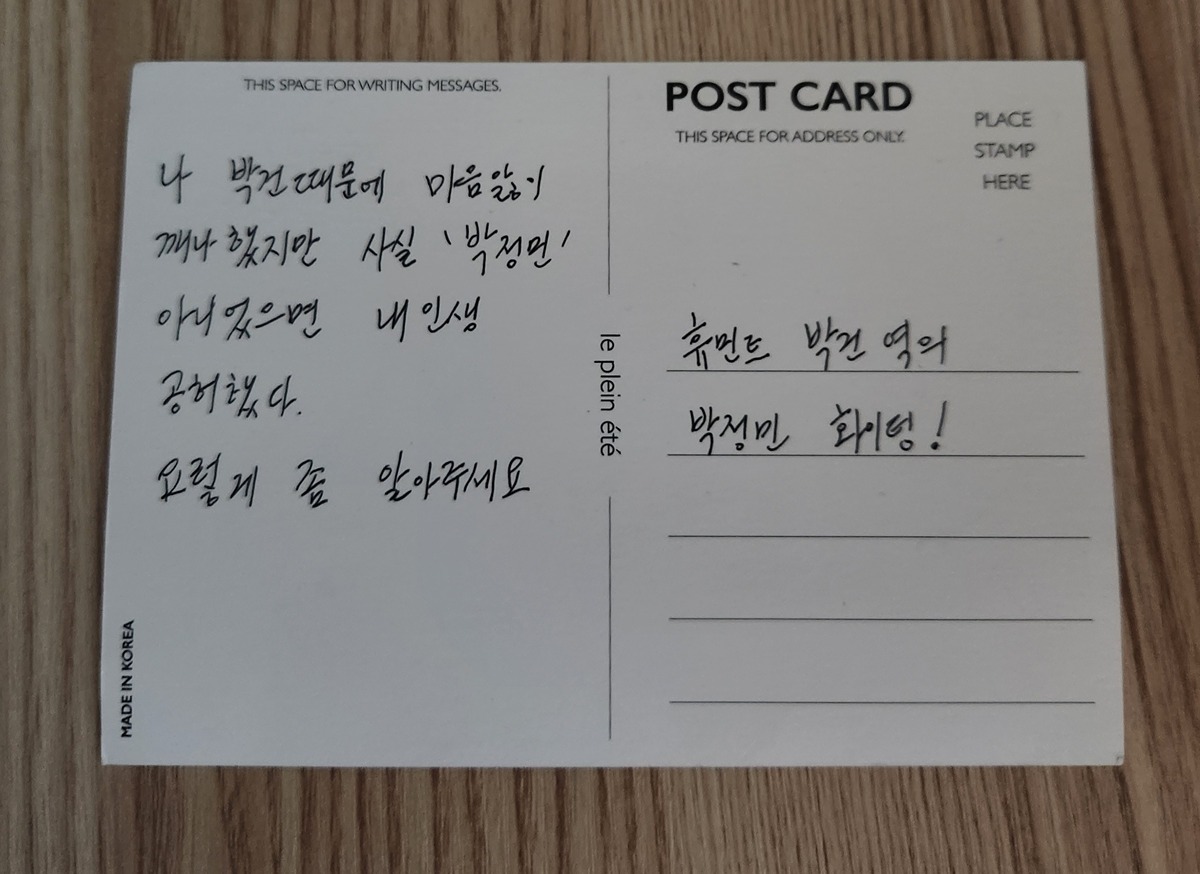 THIS SPACE FOR WRITING MESSAGES.
나 박건때문에 마음앓이
깨나 했지만 사실 '박정민'
아니었으면 내 인생
공허했다.
요렇게 좀 알아주세요
MADE IN KOREA
le plein été
POST CARD
THIS SPACE FOR ADDRESS ONLY.
PLACE
STAMP
HERE
휴민트 박건 역의
박정민 화이팅!